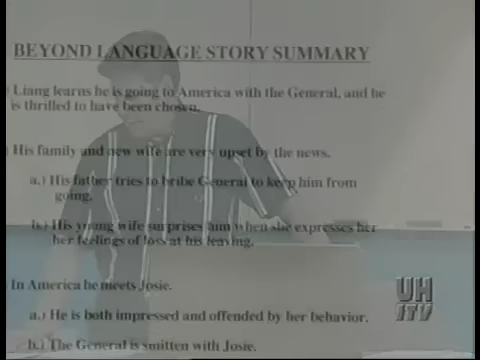 BEYOND LANGUAGE STORY SUMMARY
) Liang learns he is going to America with the General, and he
is thrilled to have been chosen.
) His family and new wife are very upset by the news.
a.) His father tries to bribe General to keep him from
going.
b.) His young wife surprises him when she expresses her
her feelings of loss at his leaving.
In America he meets Josie.
a.) He is both impressed and offended by her behavior.
b.) The General is smitten with Josie.
UH
ITV